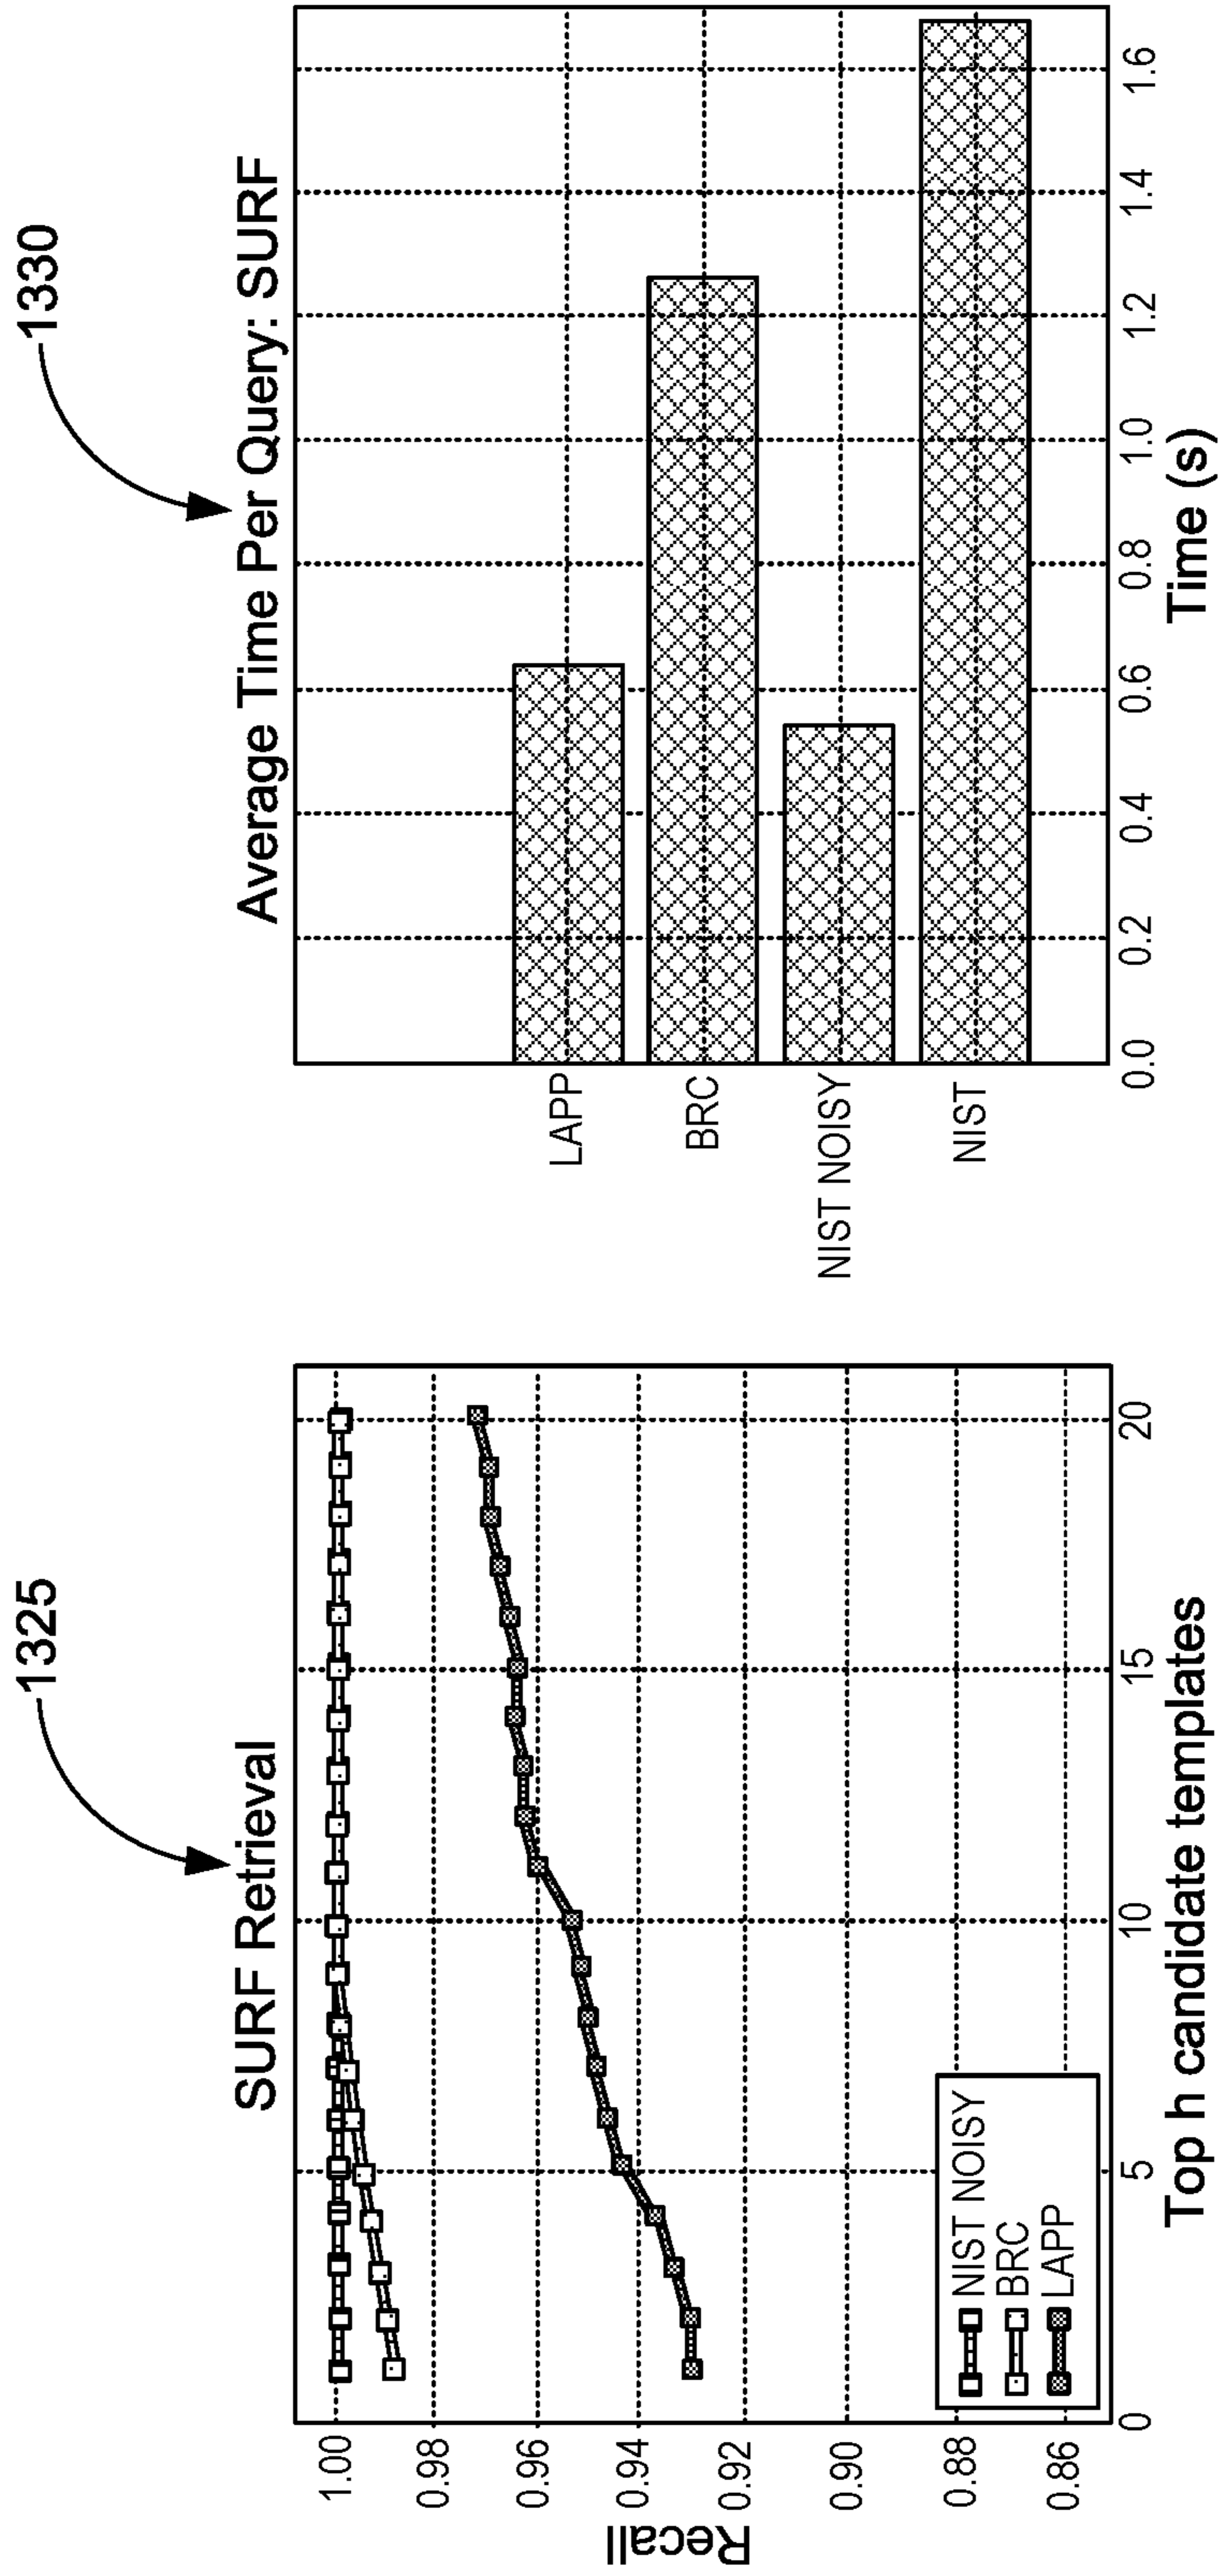 1325
SURF Retrieval
1.00
0.98
0.96
0.94
0.92
0.90
0.88
0.86
Recall
NIST NOISY
BRC
LAPP
0
5
10
15
20
Top h candidate templates
1330
Average Time Per Query: SURF
LAPP
BRC
NIST NOISY
NIST
0.0
0.2
0.4
0.6
0.8
1.0
1.2
1.4
1.6
Time (s)